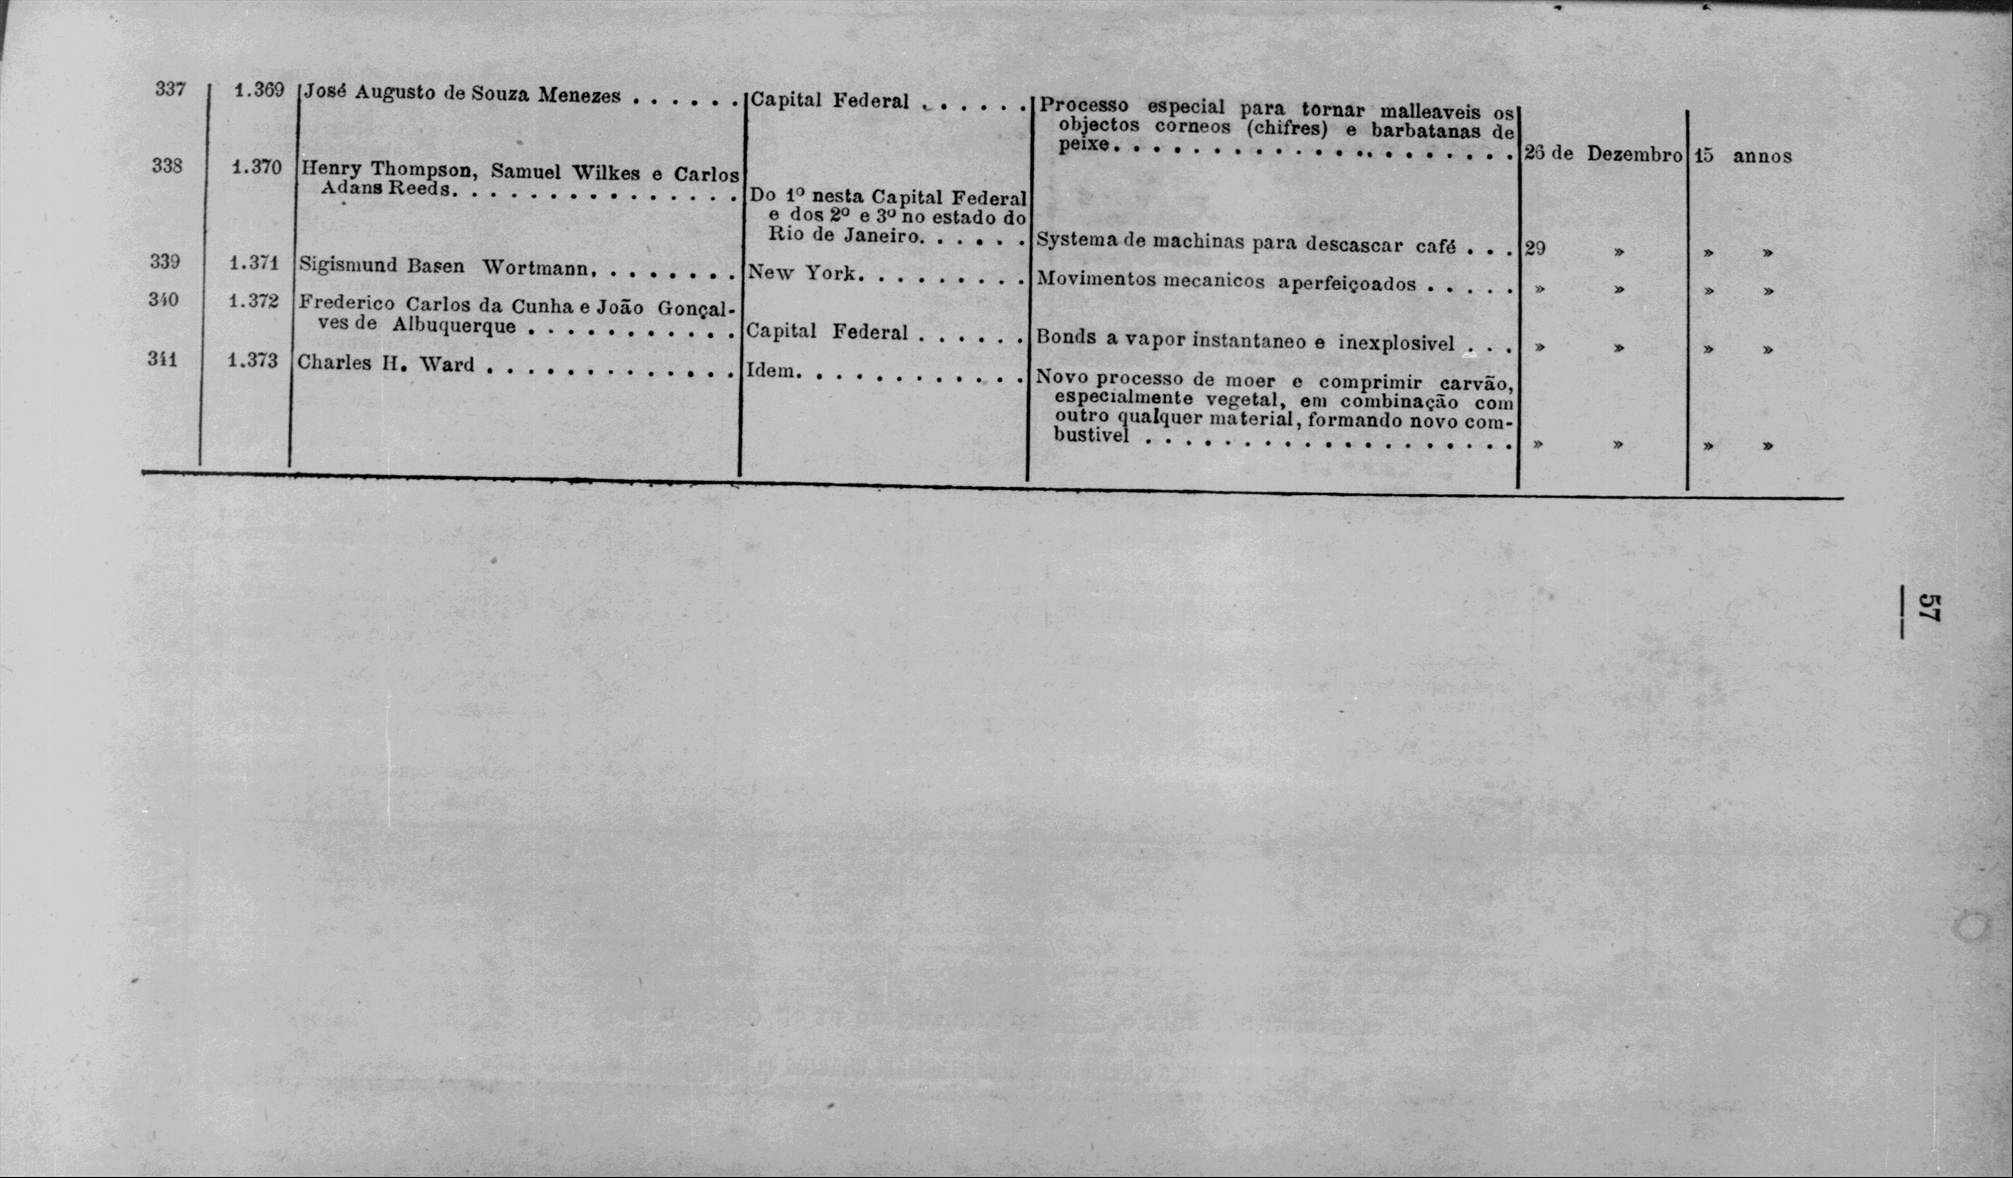 337 1.369 José Augusto de Souza Menezes . . . . . . Capital Federal . . . . . . Processo especial para tornar malleaveis os
objectos corneos (chifres) e barbatanas de
peixe. . . . . . . . . . . . . . . . . . . . . 26 de Dezembro 15 annos
338 1.370 Henry Thompson, Samuel Wilkes e Carlos
Adans Reeds. . . . . . . . . . . . . . . Do 1º nesta Capital Federal
e dos 2º e 3º no estado do
Rio de Janeiro. . . . . . Systema de machinas para descascar café . . . 29 » » »
339 1.371 Sigismund Basen Wortmann. . . . . . . . New York. . . . . . . . . Movimentos mecanicos aperfeiçoados . . . . . » » » »
340 1.372 Frederico Carlos da Cunha e João Gonçal-
ves de Albuquerque . . . . . . . . . . . Capital Federal . . . . . . Bonds a vapor instantaneo e inexplosivel . . . » » » »
341 1.373 Charles H. Ward . . . . . . . . . . . . . Idem. . . . . . . . . . . . Novo processo de moer e comprimir carvão,
especialmente vegetal, em combinação com
outro qualquer material, formando novo com-
bustivel . . . . . . . . . . . . . . . . . . . » » » »
57